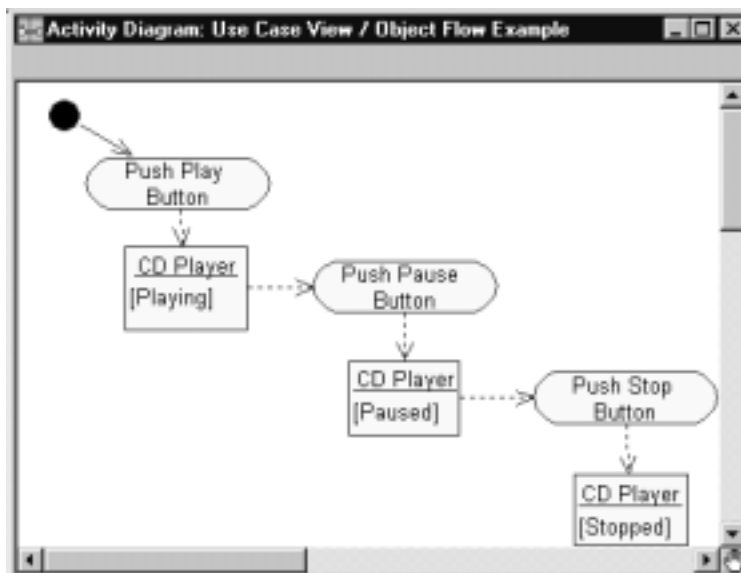 Activity Diagram: Use Case View / Object Flow Example
Push Play
Button
CD Player
[Playing]
Push Pause
Button
CD Player
[Paused]
Push Stop
Button
CD Player
[Stopped]